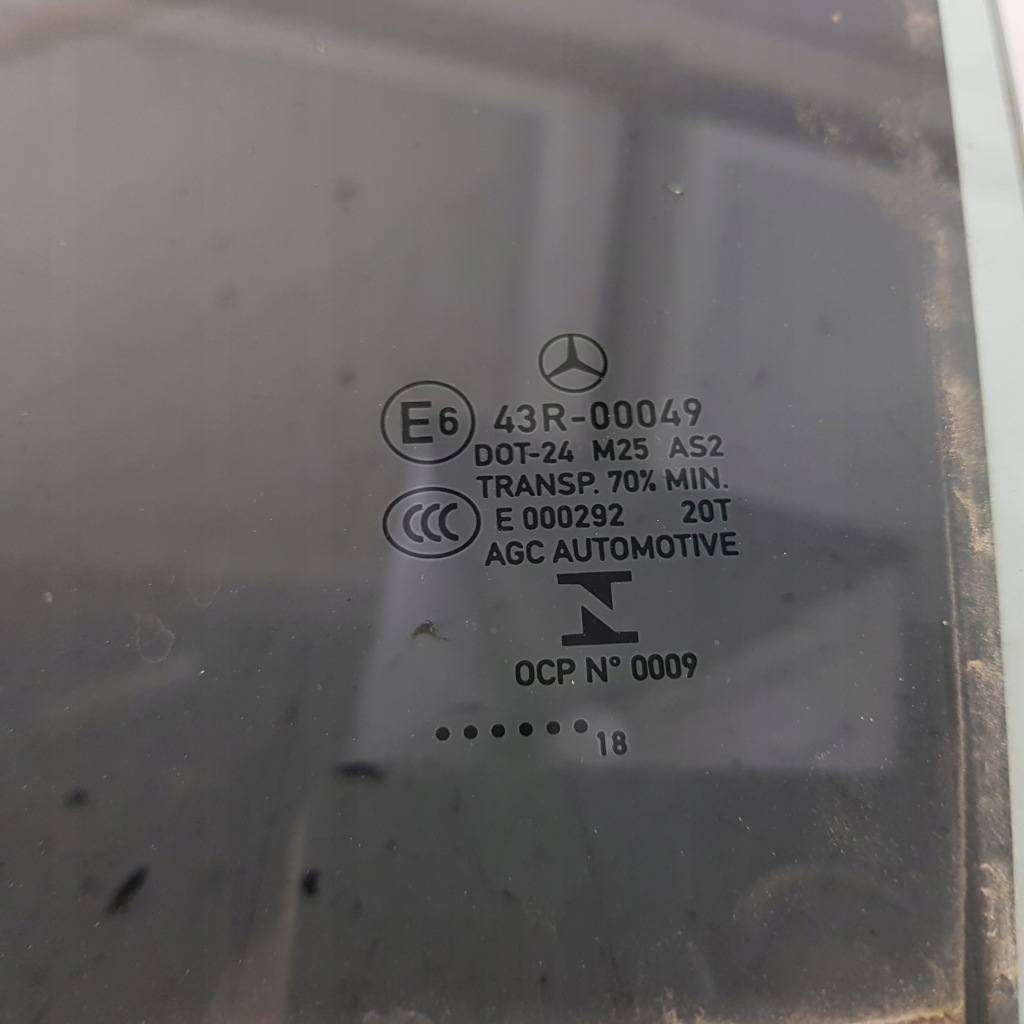 E6 43R-00049
DOT-24 M25 AS2
TRANSP. 70% MIN.
CCC E 000292 20T
AGC AUTOMOTIVE
N
OCP N° 0009
...... 18